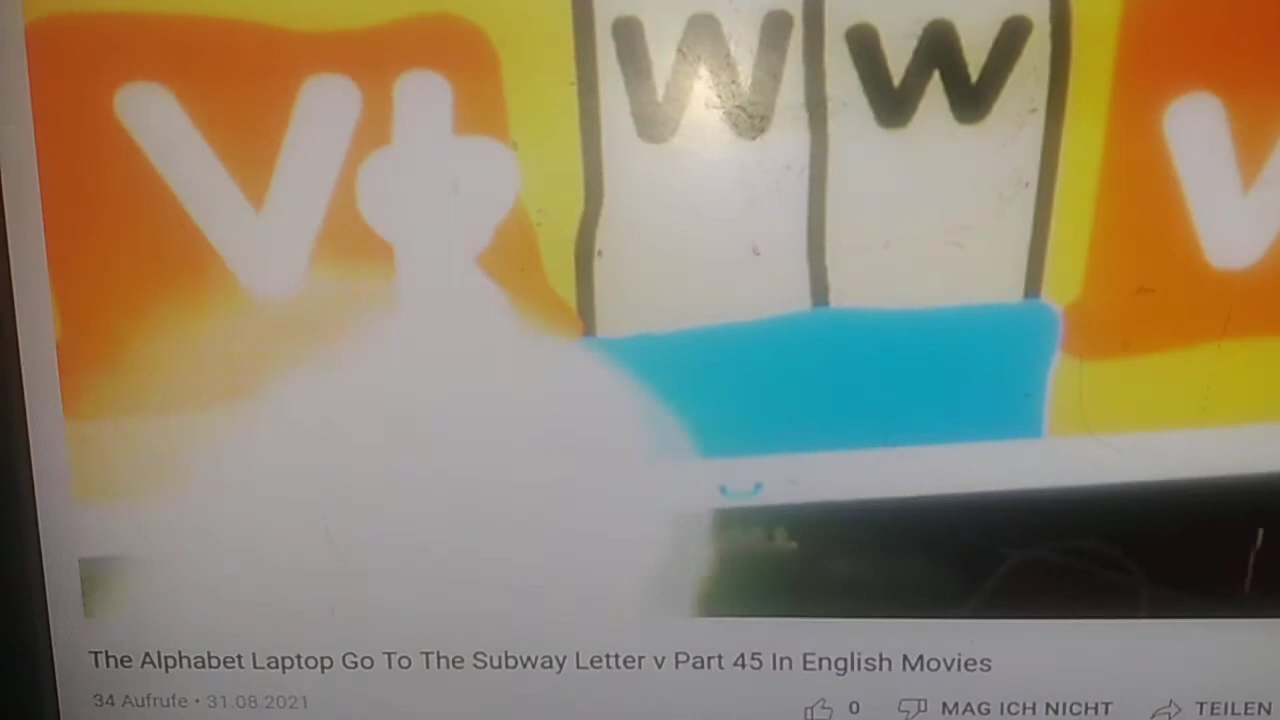 V
W W
V
The Alphabet Laptop Go To The Subway Letter v Part 45 In English Movies
34 Aufrufe • 31.08.2021
0 MAG ICH NICHT TEILEN